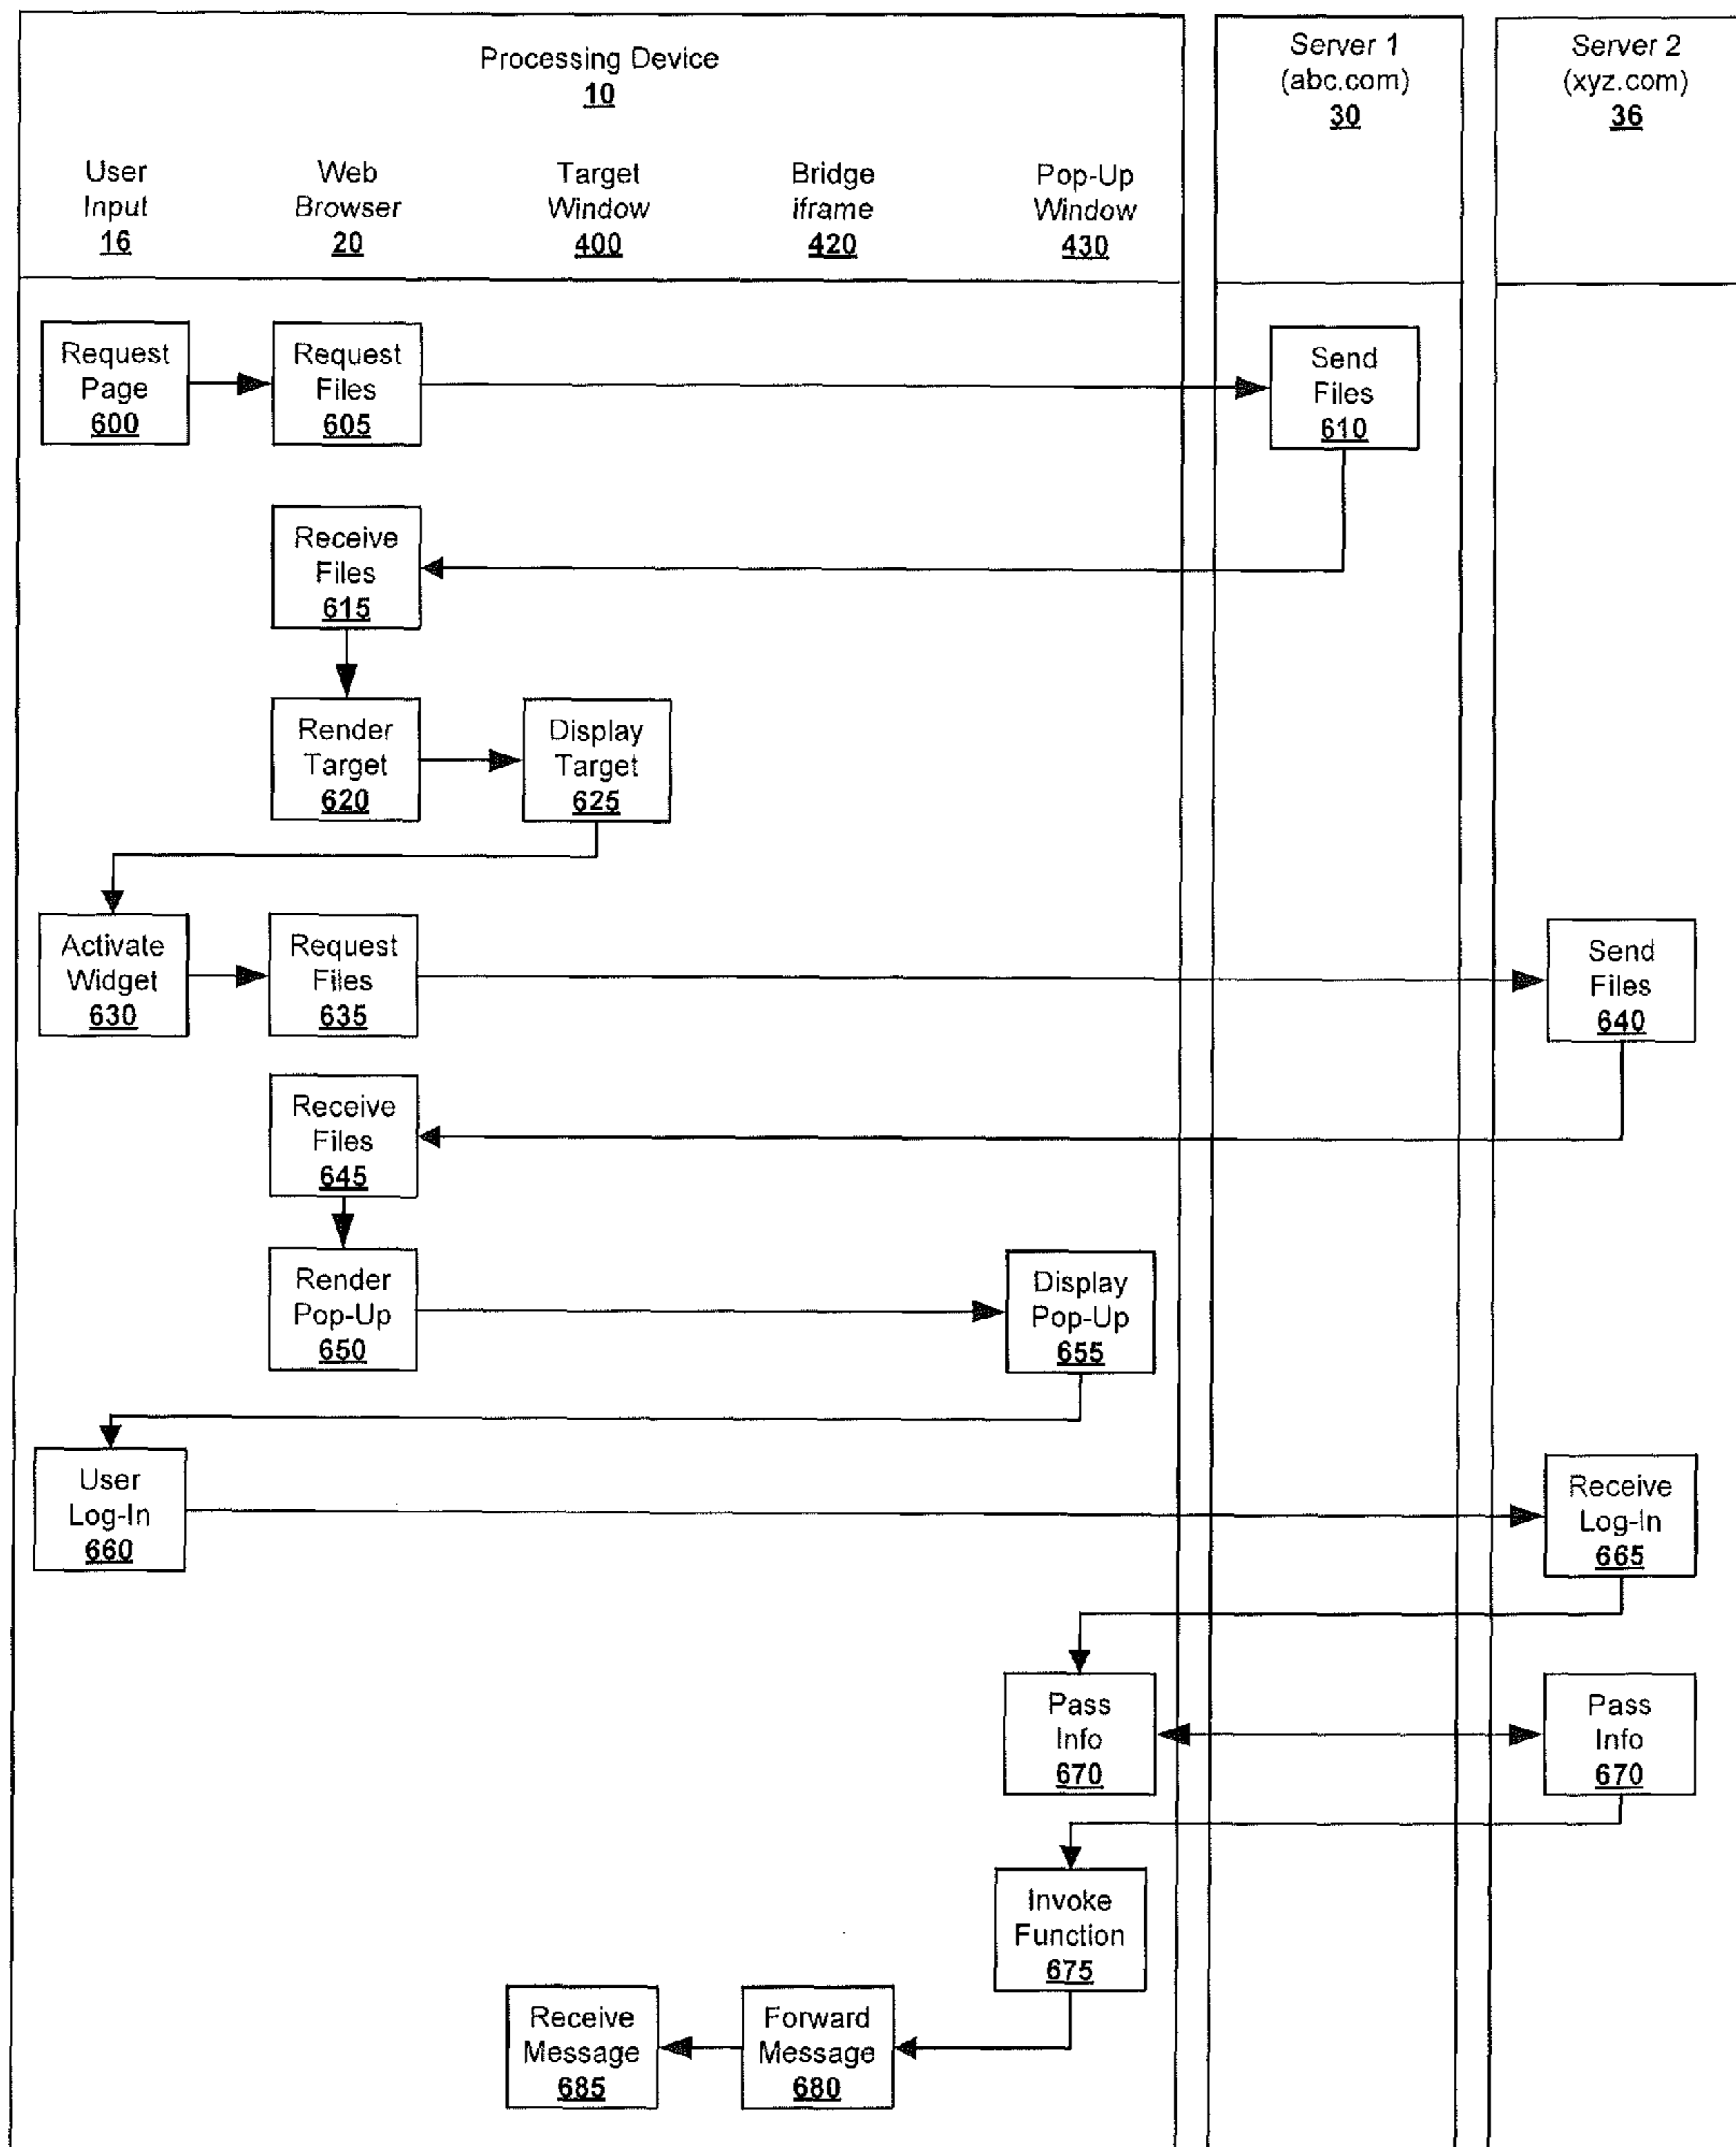 Processing Device
10
User
Input
16
Web
Browser
20
Target
Window
400
Bridge
iframe
420
Pop-Up
Window
430
Server 1
(abc.com)
30
Server 2
(xyz.com)
36
Request
Page
600
Request
Files
605
Send
Files
610
Receive
Files
615
Render
Target
620
Display
Target
625
Activate
Widget
630
Request
Files
635
Send
Files
640
Receive
Files
645
Render
Pop-Up
650
Display
Pop-Up
655
User
Log-In
660
Receive
Log-In
665
Pass
Info
670
Pass
Info
670
Invoke
Function
675
Receive
Message
685
Forward
Message
680